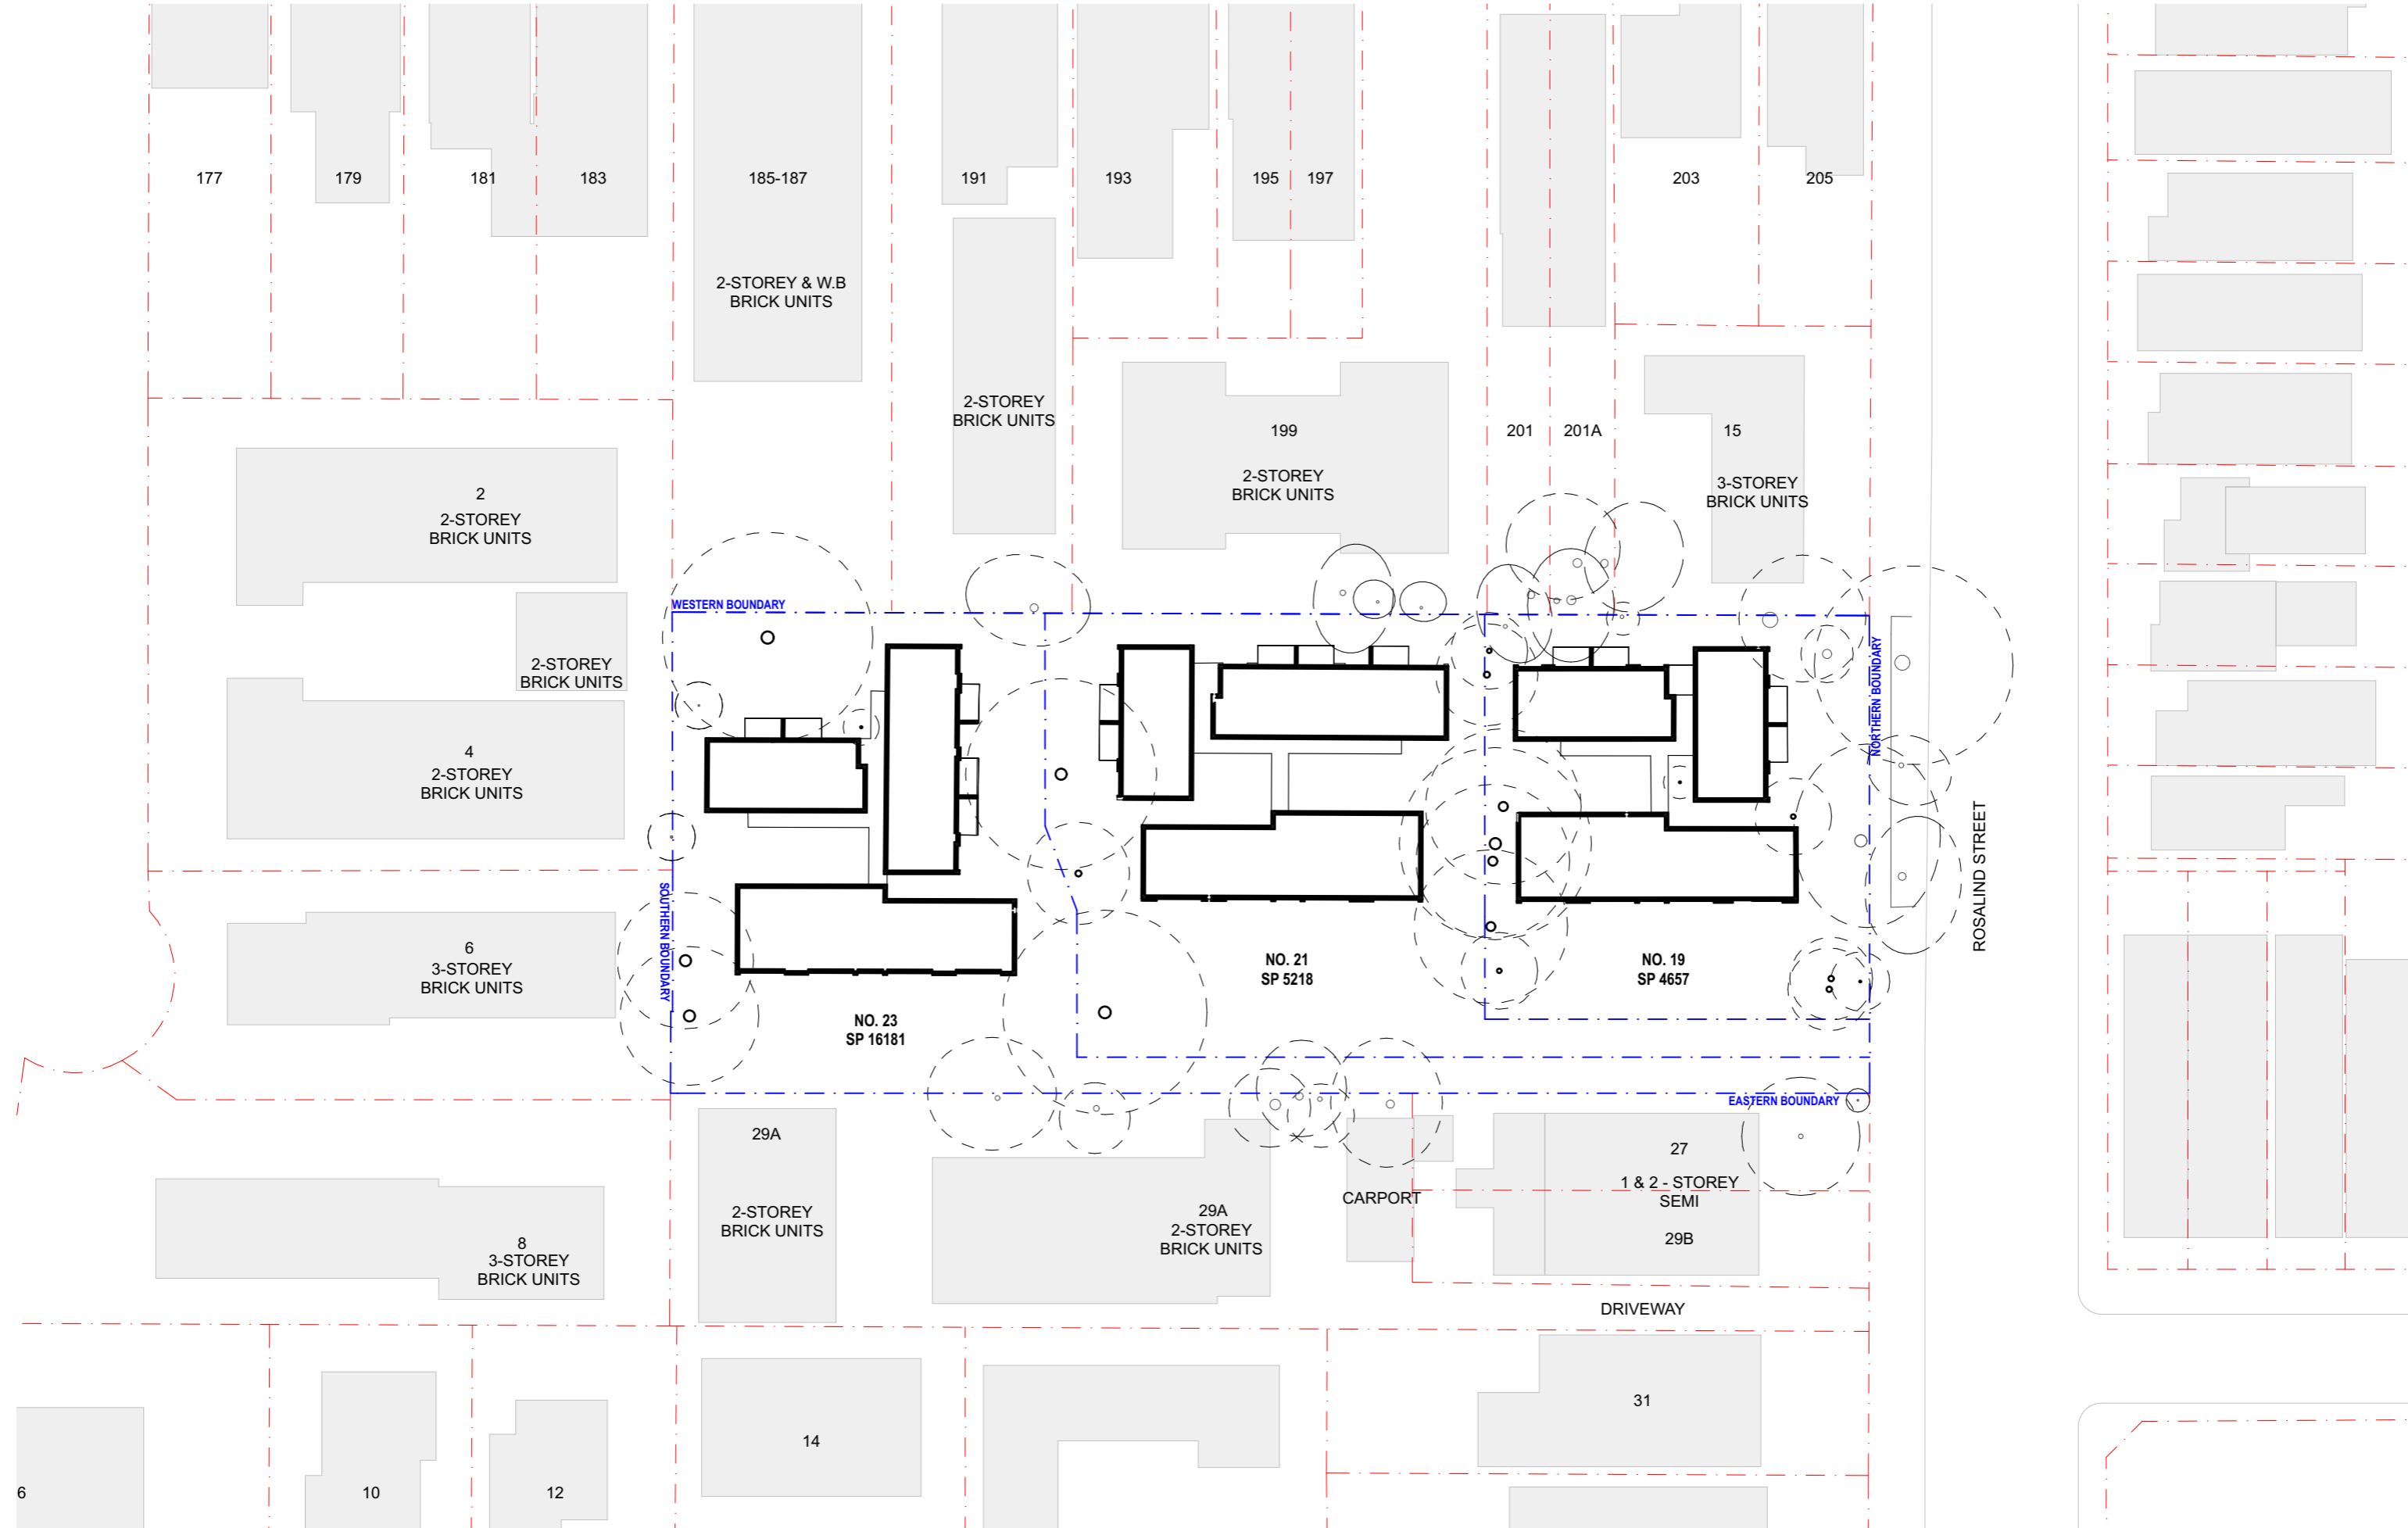 177
179
181
183
185-187
191
193
195
197
203
205
2-STOREY & W.B
BRICK UNITS
2-STOREY
BRICK UNITS
199
2-STOREY
BRICK UNITS
201
201A
15
3-STOREY
BRICK UNITS
2
2-STOREY
BRICK UNITS
WESTERN BOUNDARY
2-STOREY
BRICK UNITS
NORTHERN BOUNDARY
4
2-STOREY
BRICK UNITS
ROSALIND STREET
SOUTHERN BOUNDARY
6
3-STOREY
BRICK UNITS
NO. 21
SP 5218
NO. 19
SP 4657
NO. 23
SP 16181
EASTERN BOUNDARY
29A
2-STOREY
BRICK UNITS
29A
2-STOREY
BRICK UNITS
CARPORT
27
1 & 2 - STOREY
SEMI
29B
8
3-STOREY
BRICK UNITS
DRIVEWAY
31
14
6
10
12